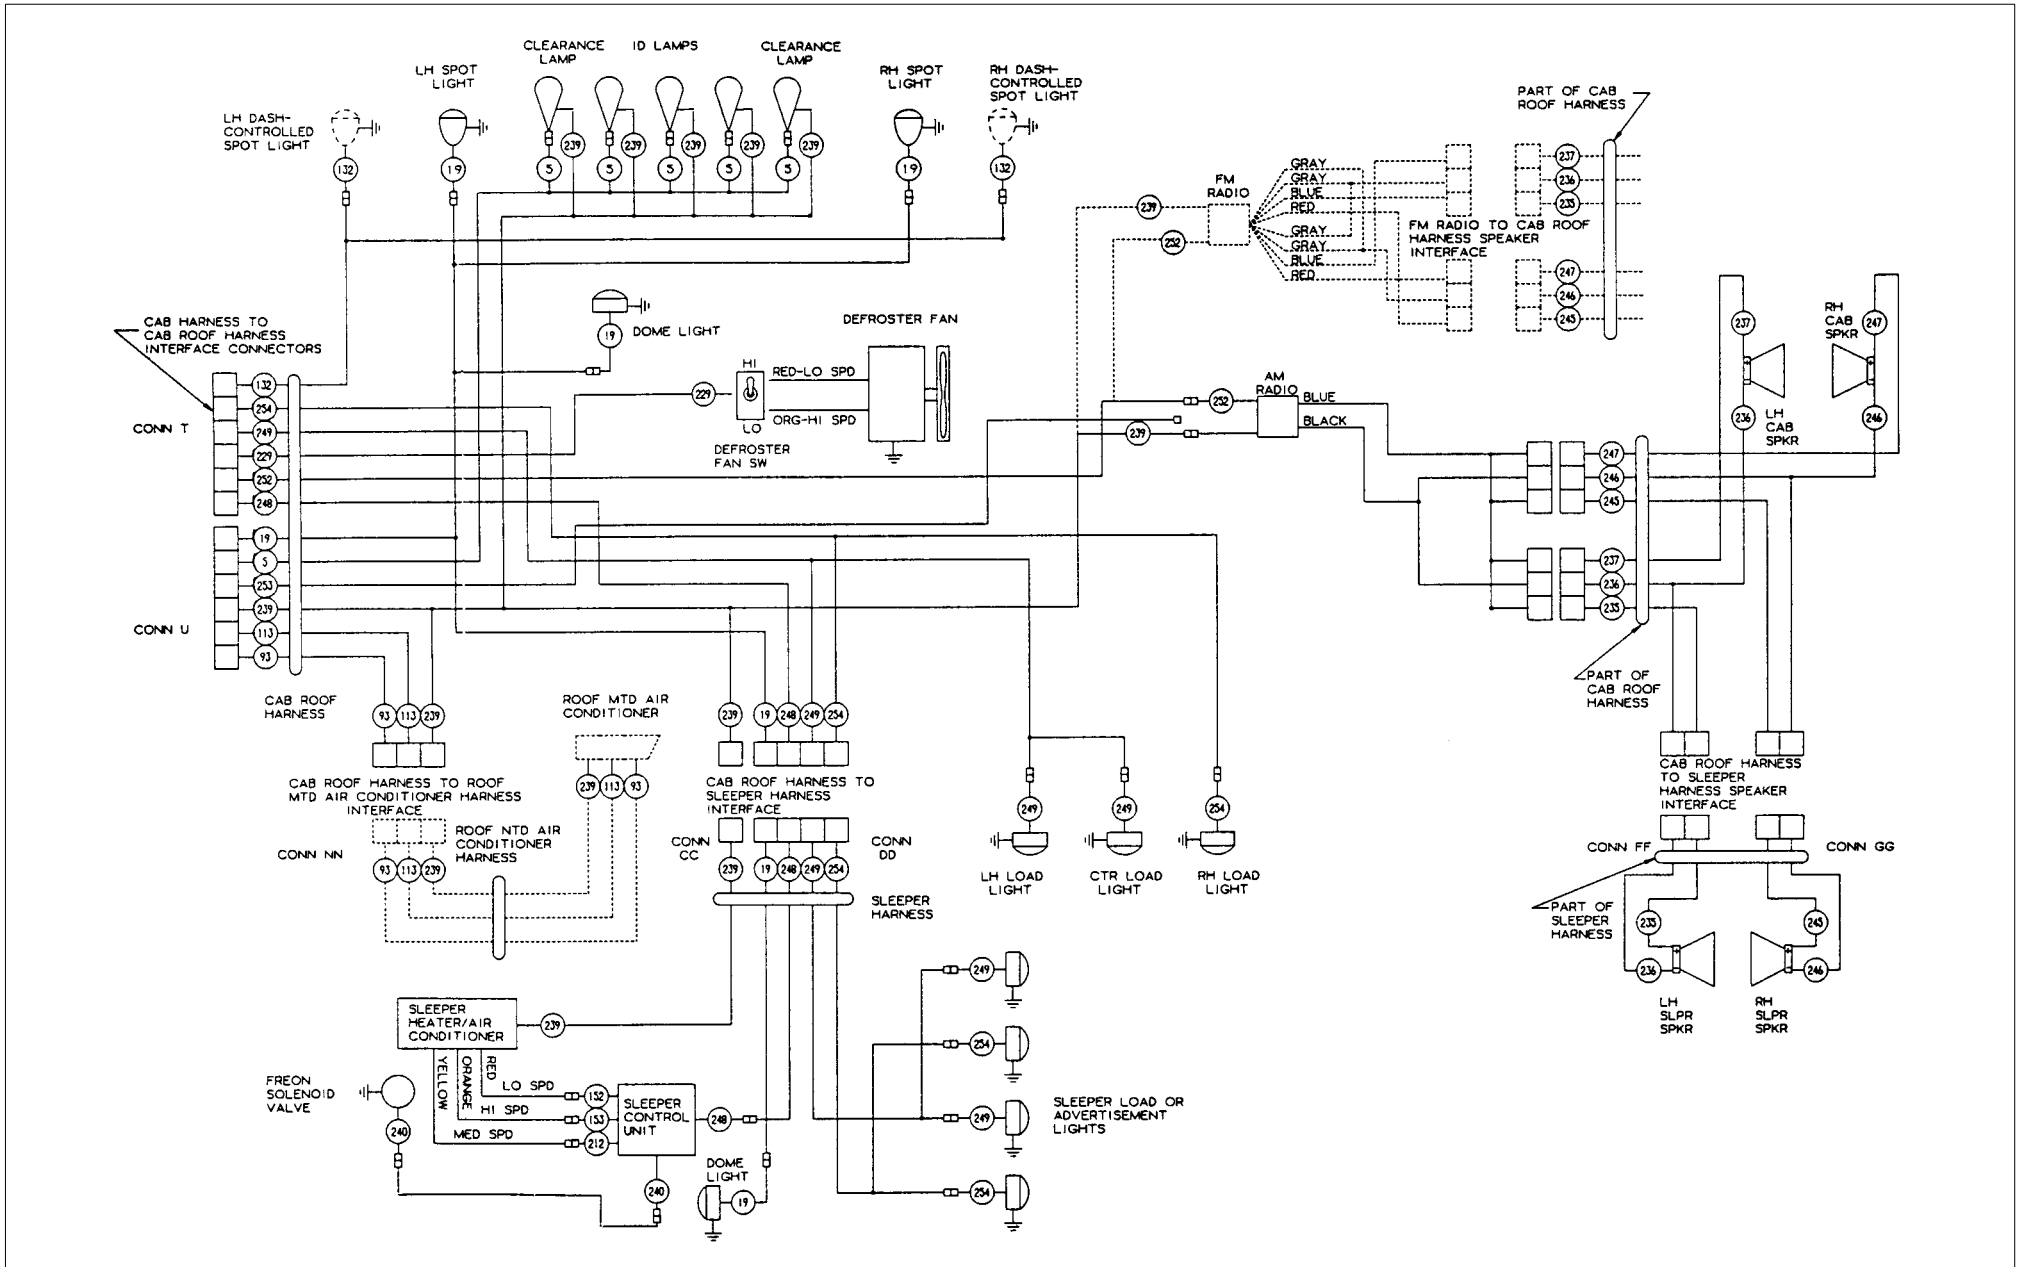 CLEARANCE
LAMP
ID LAMPS
CLEARANCE
LAMP
LH SPOT
LIGHT
RH SPOT
LIGHT
RH DASH-
CONTROLLED
SPOT LIGHT
LH DASH-
CONTROLLED
SPOT LIGHT
PART OF CAB
ROOF HARNESS
239
239
239
239
239
132
19
5
5
5
5
5
19
132
FM
RADIO
239
252
GRAY
GRAY
BLUE
RED
GRAY
GRAY
BLUE
RED
237
236
235
FM RADIO TO CAB ROOF
HARNESS SPEAKER
INTERFACE
247
246
245
CAB HARNESS TO
CAB ROOF HARNESS
INTERFACE CONNECTORS
19
DOME LIGHT
DEFROSTER FAN
HI
RED-LO SPD
229
LO
ORG-HI SPD
DEFROSTER
FAN SW
AM
RADIO
252
239
BLUE
BLACK
237
236
LH
CAB
SPKR
RH
CAB
SPKR
247
246
CONN T
132
254
249
229
252
248
CONN U
19
5
253
239
113
93
247
246
245
237
236
235
PART OF
CAB ROOF
HARNESS
CAB ROOF
HARNESS
93
113
239
ROOF MTD AIR
CONDITIONER
239
19
248
249
254
CAB ROOF HARNESS TO ROOF
MTD AIR CONDITIONER HARNESS
INTERFACE
239
113
93
CAB ROOF HARNESS TO
SLEEPER HARNESS
INTERFACE
CONN NN
ROOF NTD AIR
CONDITIONER
HARNESS
93
113
239
CONN
CC
CONN
DD
239
19
248
249
254
SLEEPER
HARNESS
249
249
254
LH LOAD
LIGHT
CTR LOAD
LIGHT
RH LOAD
LIGHT
CAB ROOF HARNESS
TO SLEEPER
HARNESS SPEAKER
INTERFACE
CONN FF
CONN GG
PART OF
SLEEPER
HARNESS
235
236
245
246
LH
SLPR
SPKR
RH
SLPR
SPKR
SLEEPER
HEATER/AIR
CONDITIONER
239
YELLOW
ORANGE
RED
LO SPD
HI SPD
MED SPD
152
153
212
SLEEPER
CONTROL
UNIT
248
FREON
SOLENOID
VALVE
240
240
DOME
LIGHT
19
249
254
249
254
SLEEPER LOAD OR
ADVERTISEMENT
LIGHTS